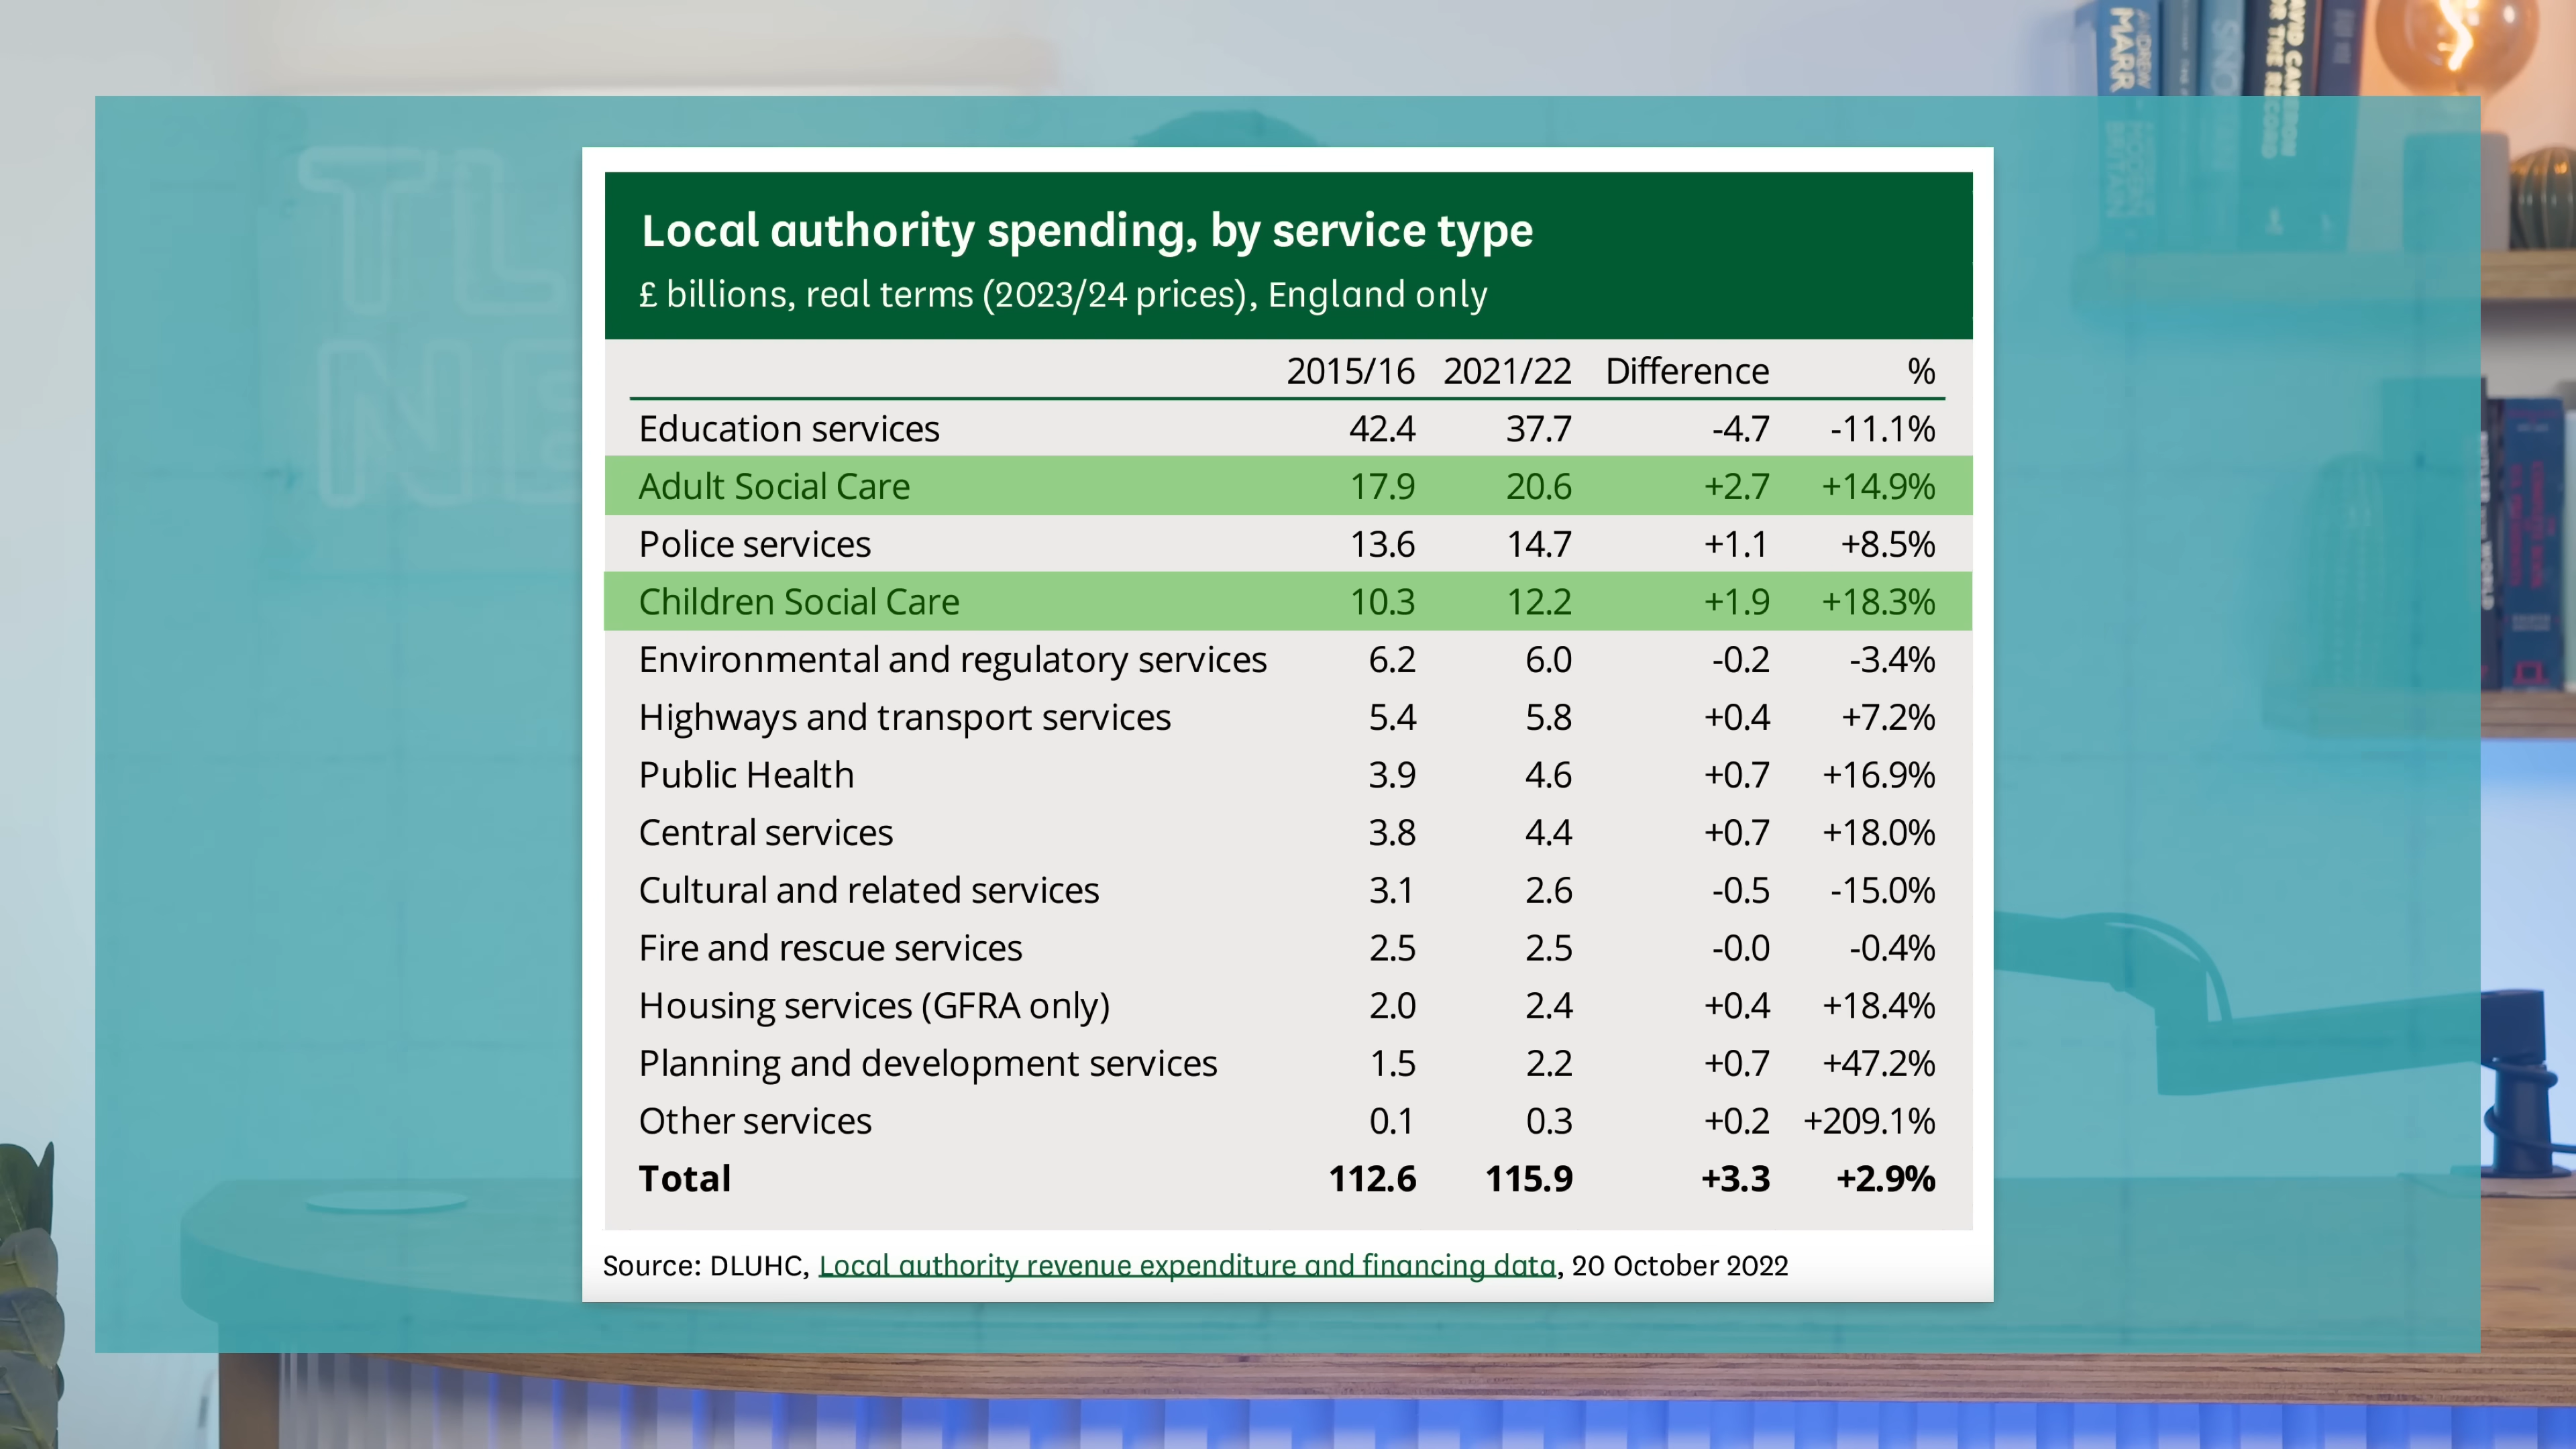 Local authority spending, by service type
£ billions, real terms (2023/24 prices), England only
2015/16 2021/22 Difference %
Education services 42.4 37.7 -4.7 -11.1%
Adult Social Care 17.9 20.6 +2.7 +14.9%
Police services 13.6 14.7 +1.1 +8.5%
Children Social Care 10.3 12.2 +1.9 +18.3%
Environmental and regulatory services 6.2 6.0 -0.2 -3.4%
Highways and transport services 5.4 5.8 +0.4 +7.2%
Public Health 3.9 4.6 +0.7 +16.9%
Central services 3.8 4.4 +0.7 +18.0%
Cultural and related services 3.1 2.6 -0.5 -15.0%
Fire and rescue services 2.5 2.5 -0.0 -0.4%
Housing services (GFRA only) 2.0 2.4 +0.4 +18.4%
Planning and development services 1.5 2.2 +0.7 +47.2%
Other services 0.1 0.3 +0.2 +209.1%
Total 112.6 115.9 +3.3 +2.9%
Source: DLUHC, Local authority revenue expenditure and financing data, 20 October 2022
TL
NE
ANDREW MARR